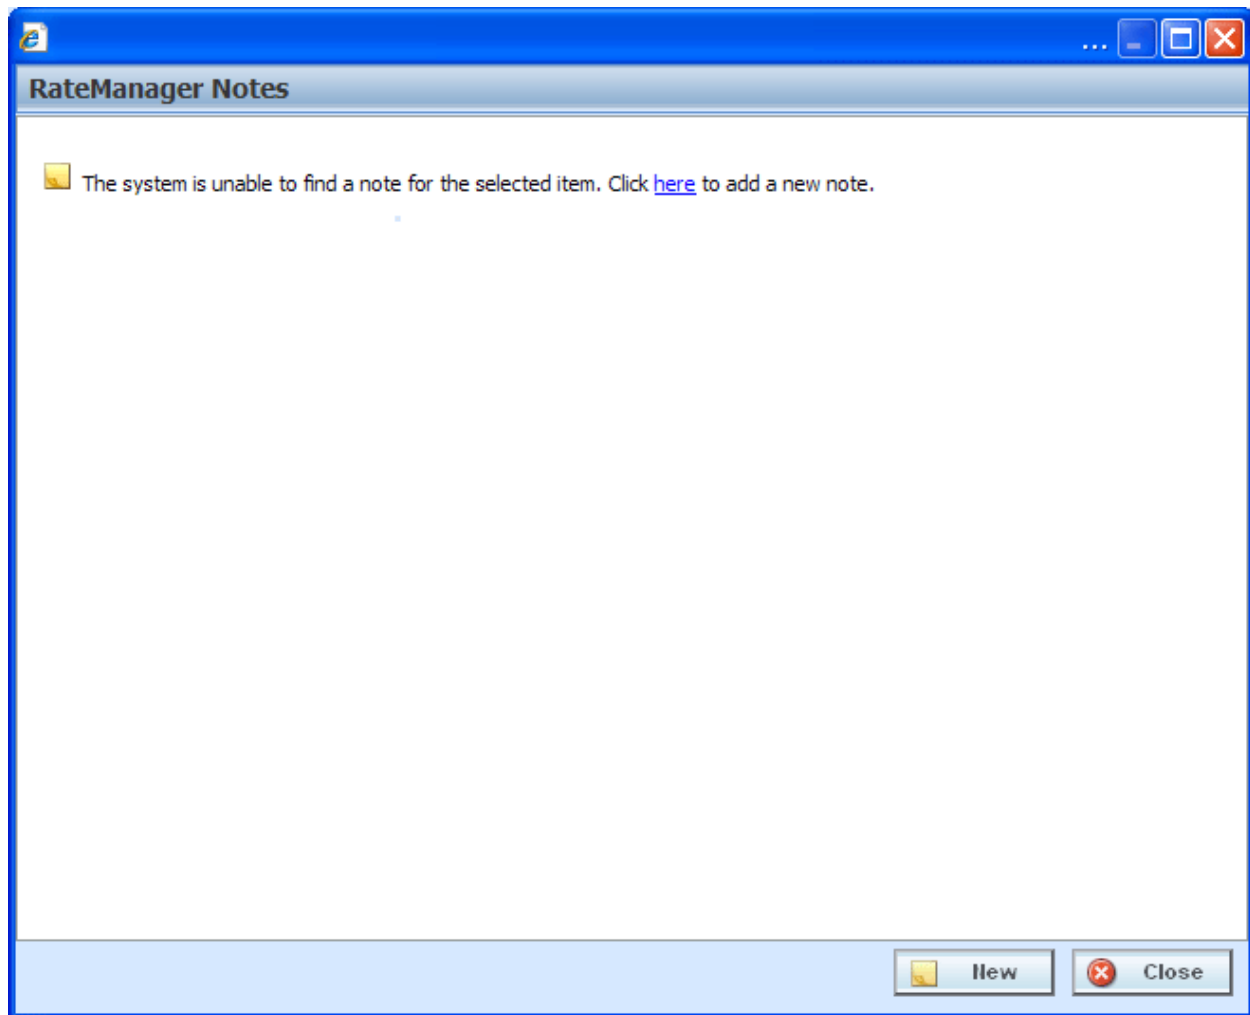 ...
RateManager Notes
The system is unable to find a note for the selected item. Click here to add a new note.
New
Close